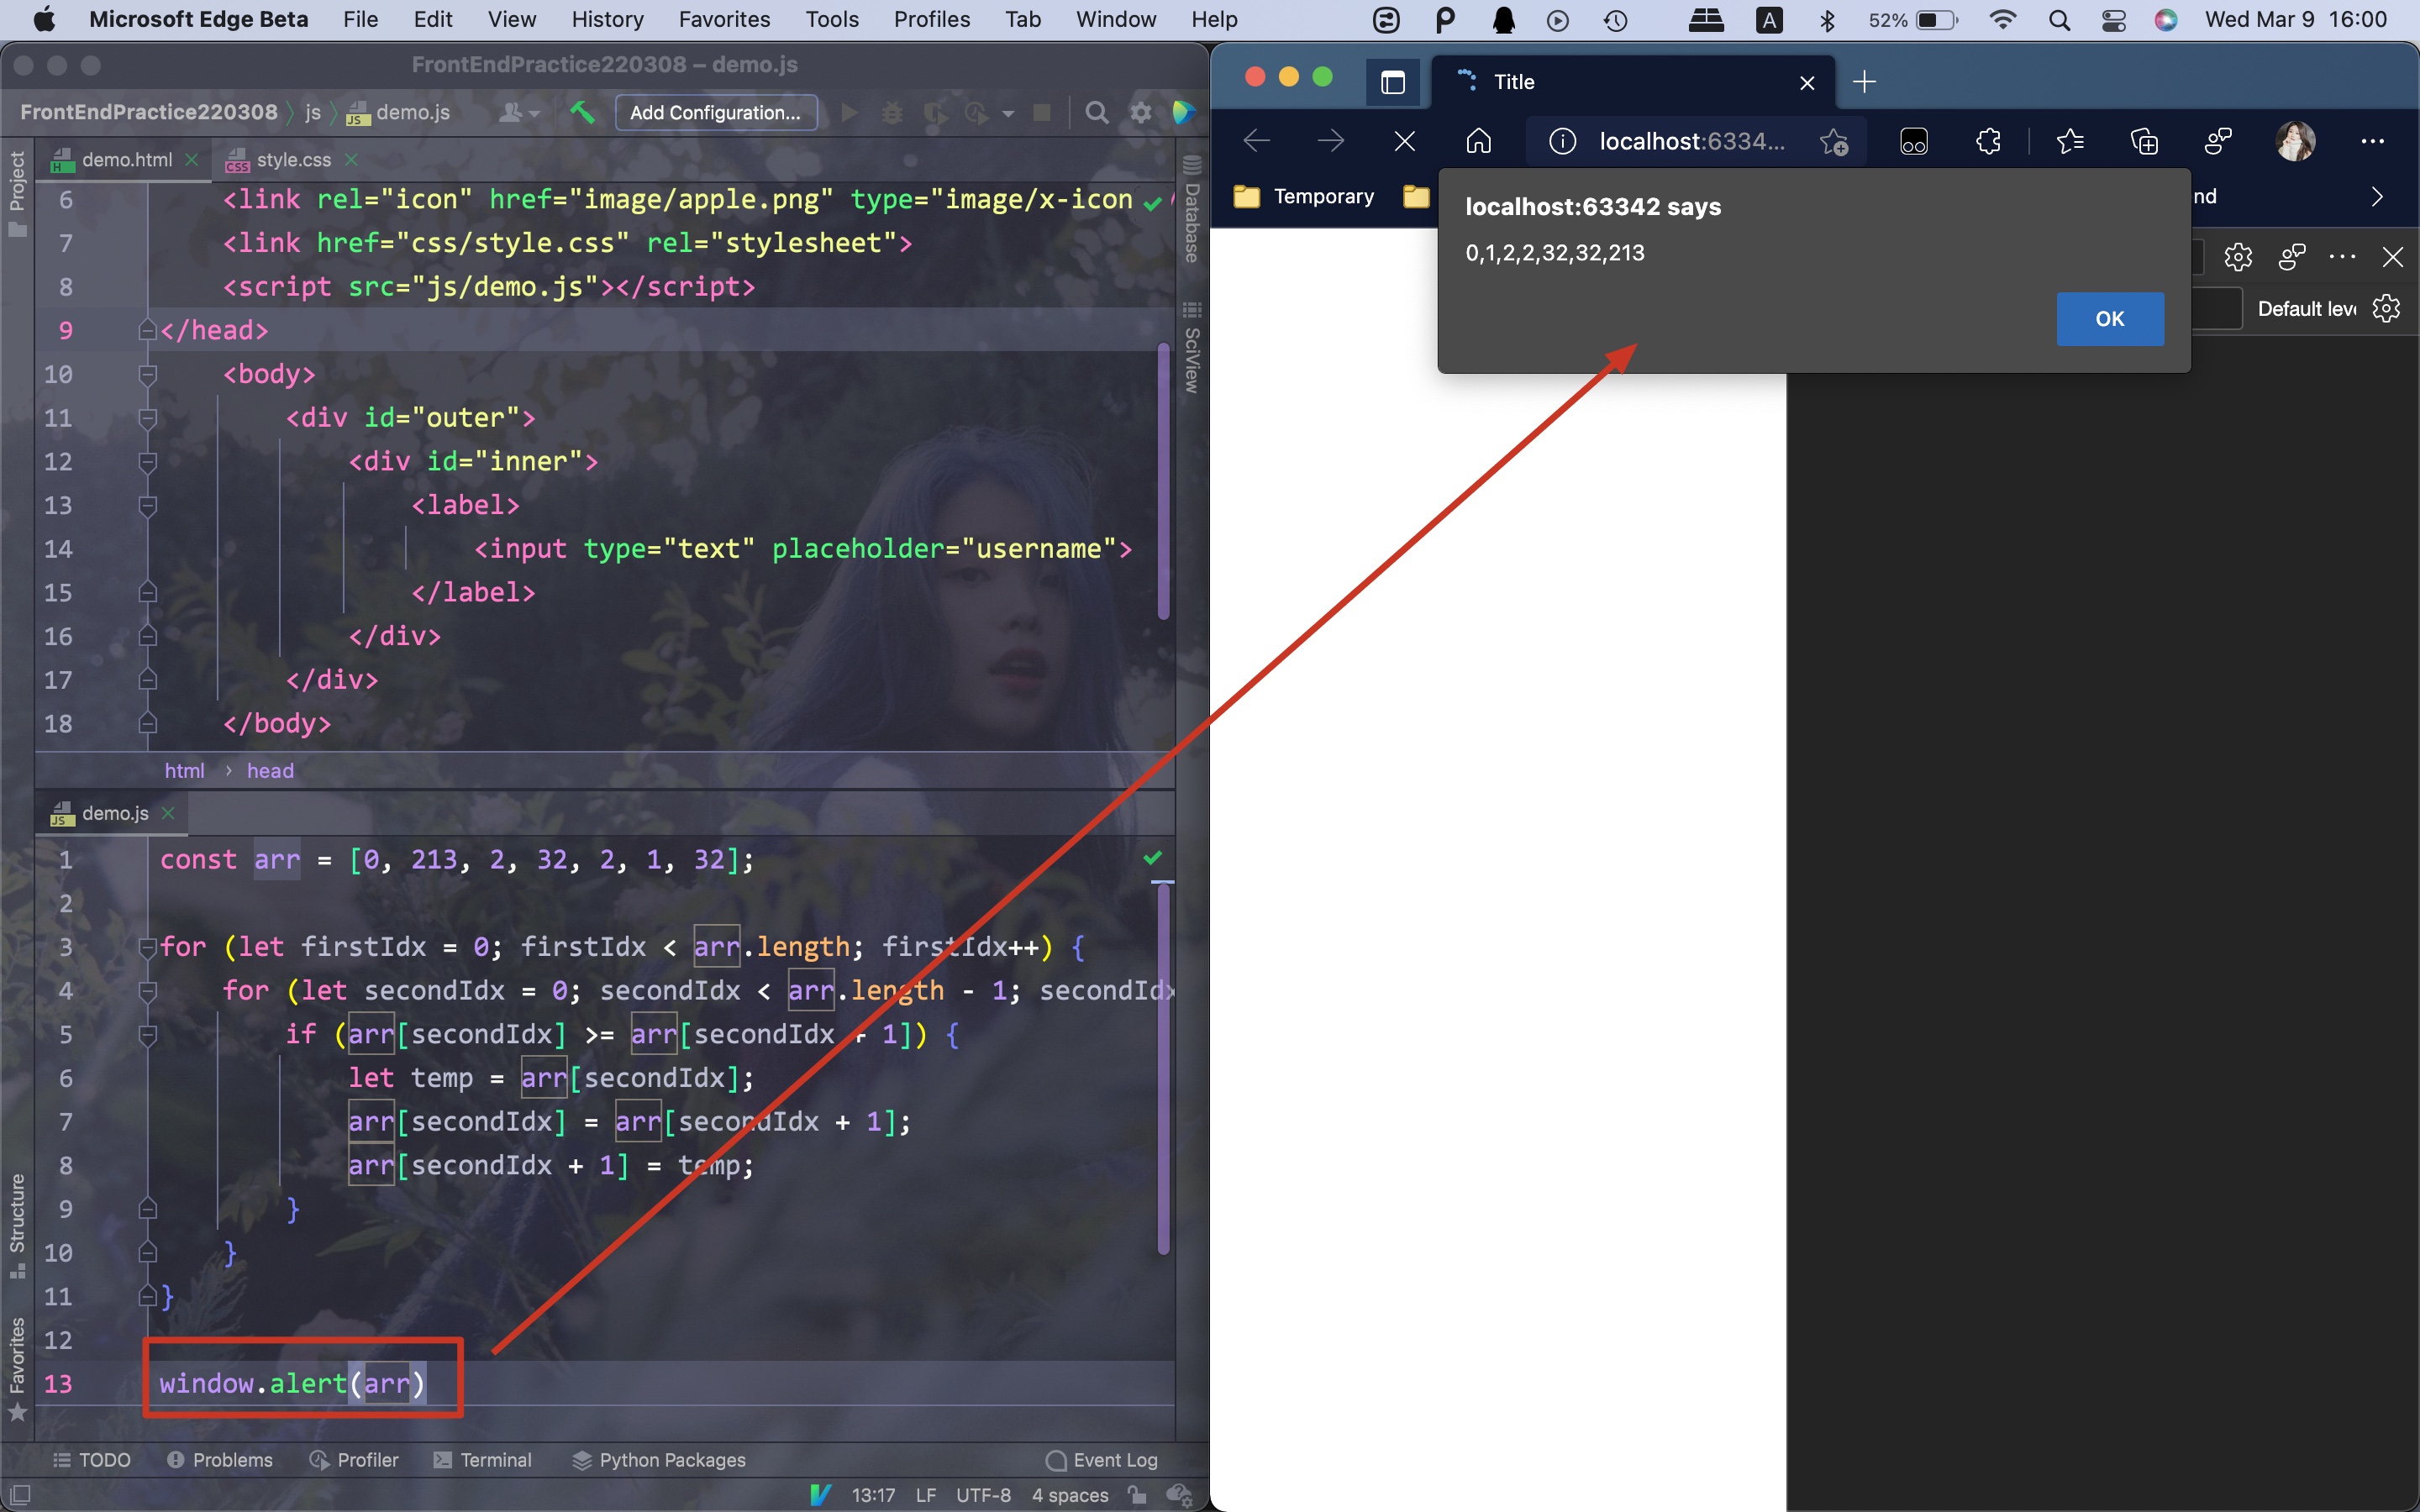 Microsoft Edge Beta File Edit View History Favorites Tools Profiles Tab Window Help A 52% Wed Mar 9 16:00
FrontEndPractice220308 – demo.js
FrontEndPractice220308 js demo.js Add Configuration...
Project
demo.html style.css
6 <link rel="icon" href="image/apple.png" type="image/x-icon
7 <link href="css/style.css" rel="stylesheet">
8 <script src="js/demo.js"></script>
9 </head>
10 <body>
11 <div id="outer">
12 <div id="inner">
13 <label>
14 <input type="text" placeholder="username">
15 </label>
16 </div>
17 </div>
18 </body>
html › head
Database
SciView
demo.js
1 const arr = [0, 213, 2, 32, 2, 1, 32];
2
3 for (let firstIdx = 0; firstIdx < arr.length; firstIdx++) {
4 for (let secondIdx = 0; secondIdx < arr.length - 1; secondIdx
5 if (arr[secondIdx] >= arr[secondIdx + 1]) {
6 let temp = arr[secondIdx];
7 arr[secondIdx] = arr[secondIdx + 1];
8 arr[secondIdx + 1] = temp;
9 }
10 }
11 }
12
13 window.alert(arr)
Structure
Favorites
TODO Problems Profiler Terminal Python Packages Event Log
13:17 LF UTF-8 4 spaces
Title
localhost:6334...
Temporary
nd
localhost:63342 says
0,1,2,2,32,32,213
OK
Default leve